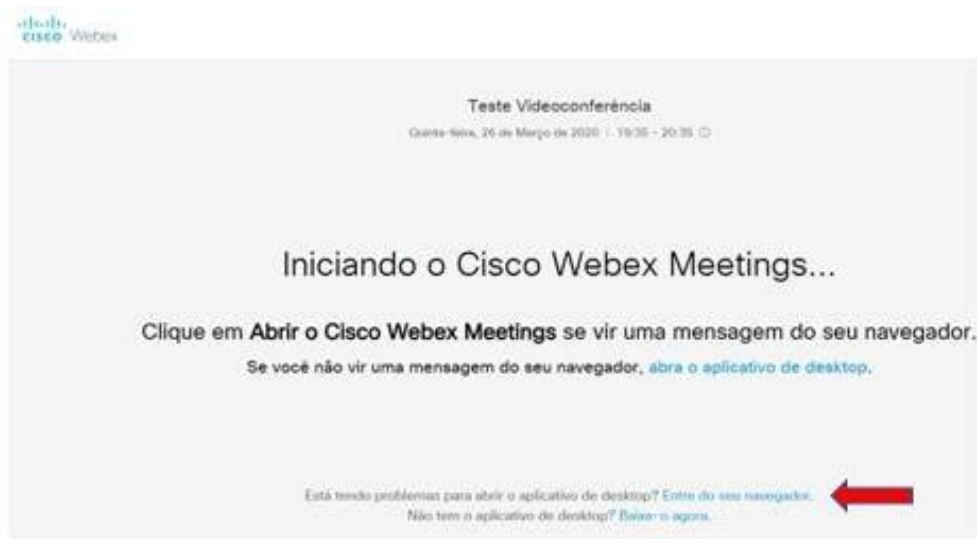 cisco Webex
Teste Videoconferência
Quinta-feira, 26 de Março de 2020 | 19:35 - 20:35
Iniciando o Cisco Webex Meetings...
Clique em Abrir o Cisco Webex Meetings se vir uma mensagem do seu navegador.
Se você não vir uma mensagem do seu navegador, abra o aplicativo de desktop.
Está tendo problemas para abrir o aplicativo de desktop? Entre do seu navegador.
Não tem o aplicativo de desktop? Baixe-o agora.